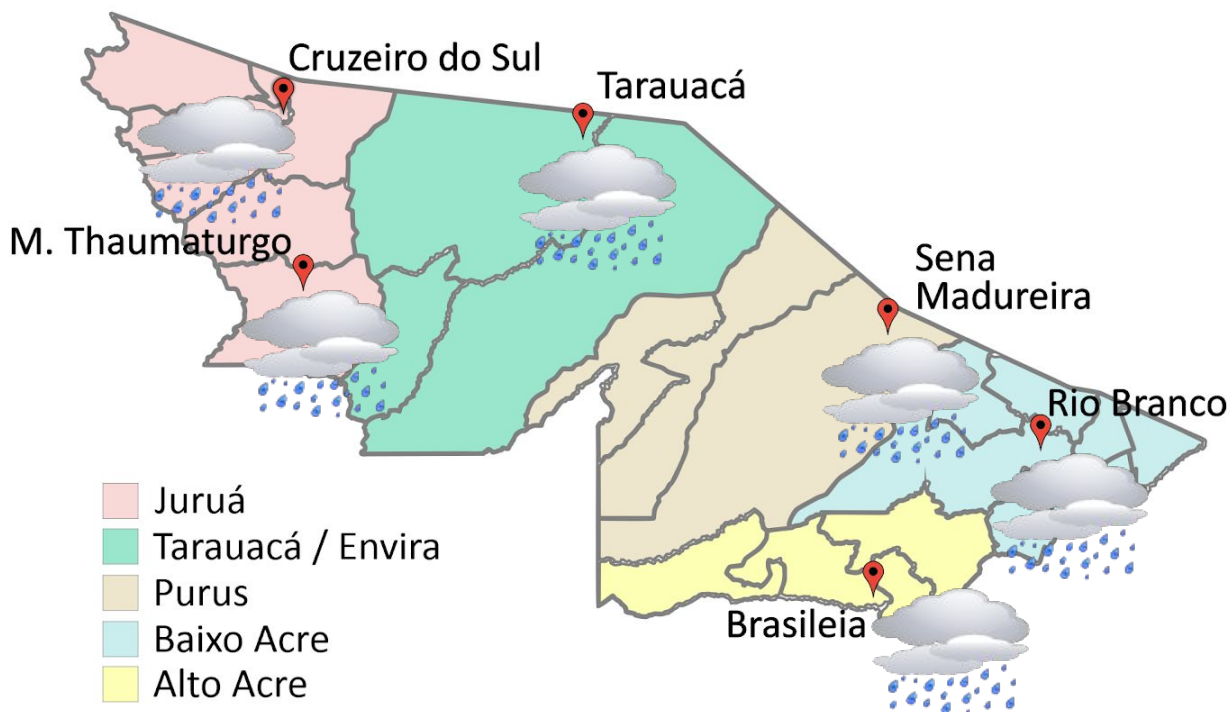 Cruzeiro do Sul
Tarauacá
M. Thaumaturgo
Sena
Madureira
Rio Branco
Brasileia
Juruá
Tarauacá / Envira
Purus
Baixo Acre
Alto Acre